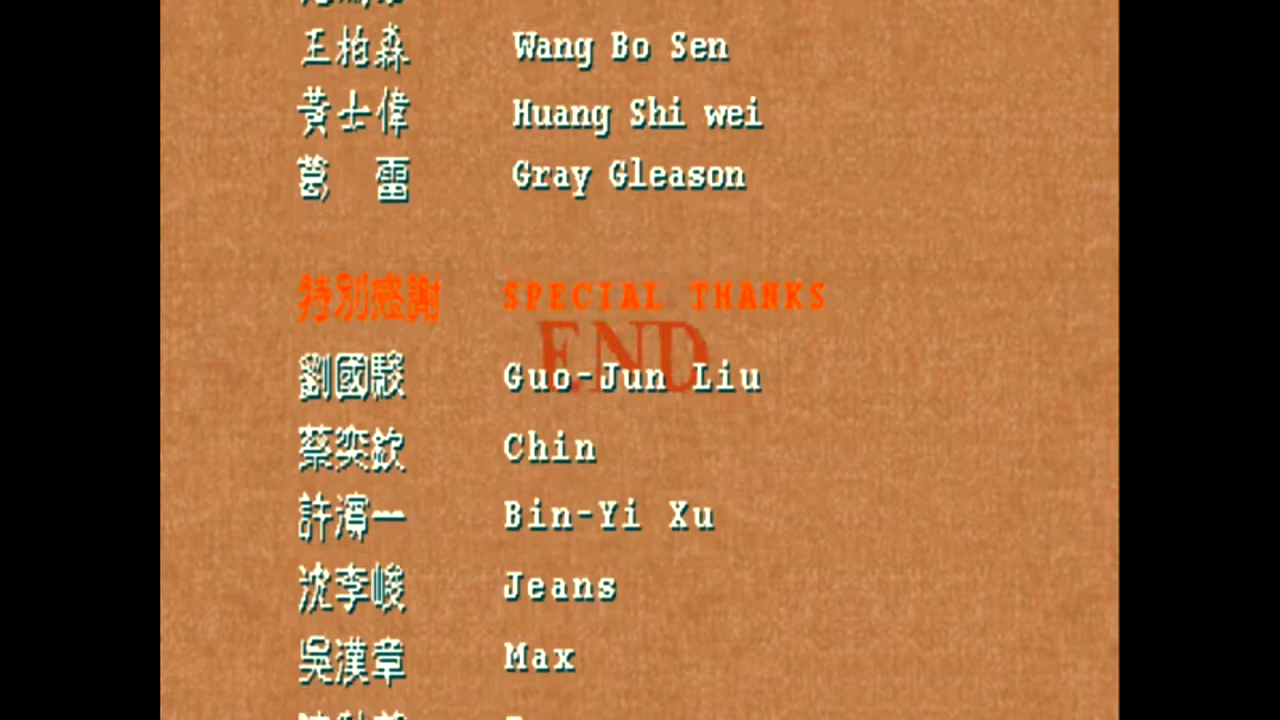 王柏森 Wang Bo Sen
黃士偉 Huang Shi wei
葛 雷 Gray Gleason
特別感謝 SPECIAL THANKS
END
劉國駿 Guo-Jun Liu
蔡奕欽 Chin
許濱一 Bin-Yi Xu
沈李峻 Jeans
吳漢章 Max